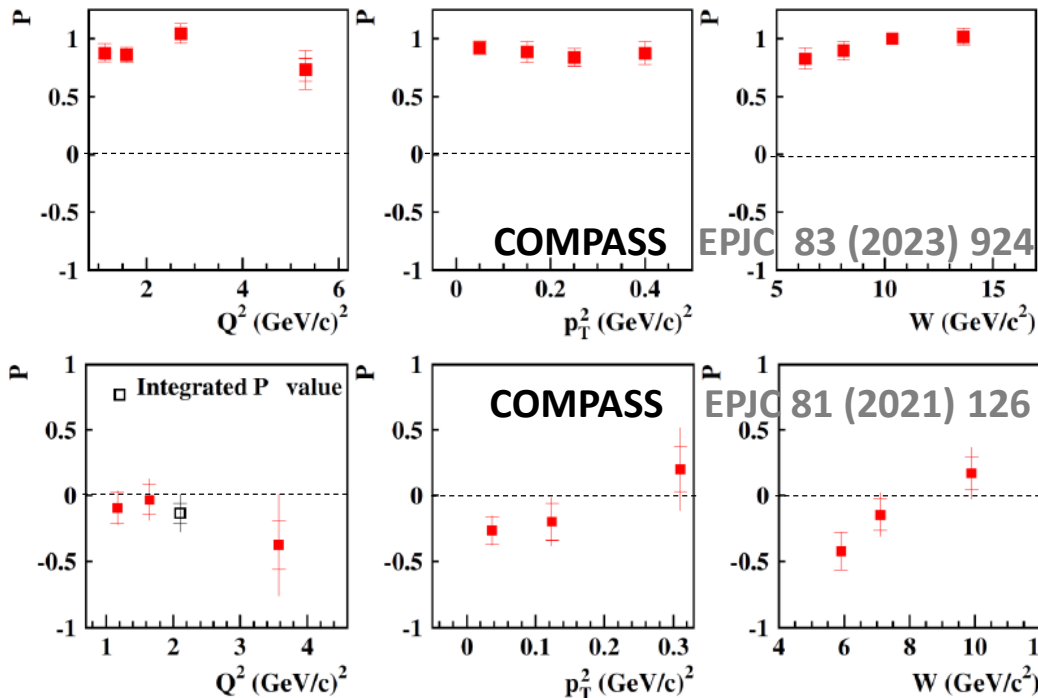 P
P
P
1
1
1
0.5
0.5
0.5
0
0
0
-0.5
-0.5
-0.5
COMPASS EPJC 83 (2023) 924
-1
-1
-1
2 4 6
0 0.2 0.4
5 10 15
Q² (GeV/c)²
p_T² (GeV/c)²
W (GeV/c²)
P
P
P
1
1
1
Integrated P value
COMPASS EPJC 81 (2021) 126
0.5
0.5
0.5
0
0
0
-0.5
-0.5
-0.5
-1
-1
-1
1 2 3 4
0 0.1 0.2 0.3
4 6 8 10
Q² (GeV/c)²
p_T² (GeV/c)²
W (GeV/c²)